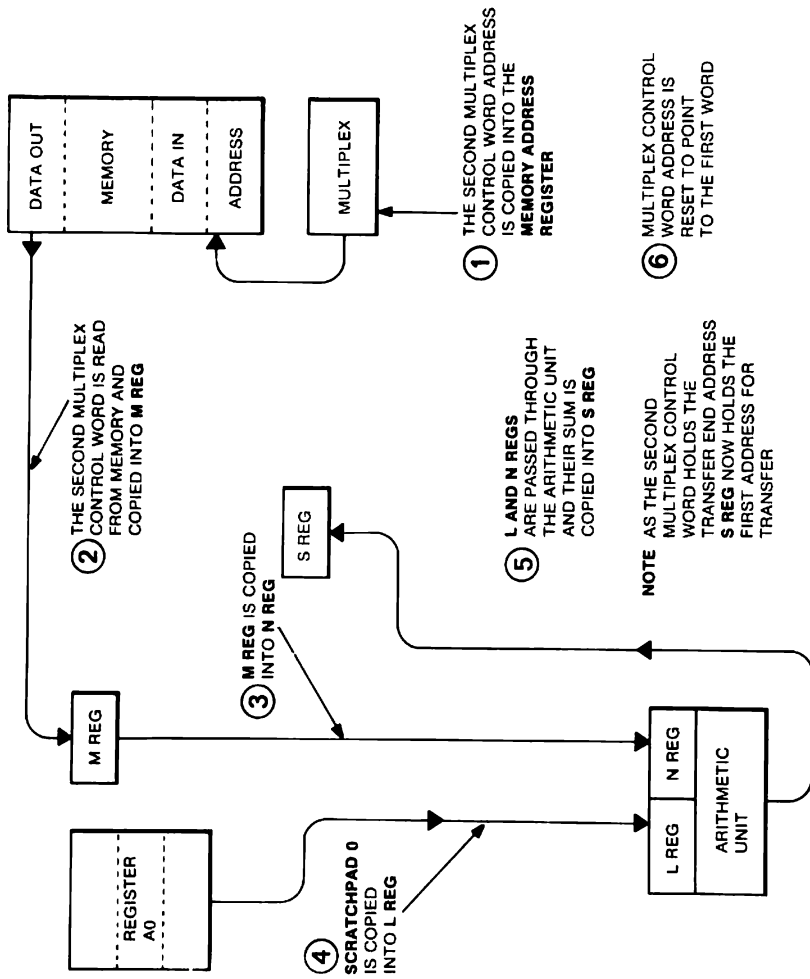 REGISTER
A0
M REG
DATA OUT
MEMORY
DATA IN
ADDRESS
MULTIPLEX
1
THE SECOND MULTIPLEX
CONTROL WORD ADDRESS
IS COPIED INTO THE
MEMORY ADDRESS
REGISTER
2
THE SECOND MULTIPLEX
CONTROL WORD IS READ
FROM MEMORY AND
COPIED INTO M REG
3
M REG IS COPIED
INTO N REG
4
SCRATCHPAD 0
IS COPIED
INTO L REG
S REG
L REG
N REG
ARITHMETIC
UNIT
5
L AND N REGS
ARE PASSED THROUGH
THE ARITHMETIC UNIT
AND THEIR SUM IS
COPIED INTO S REG
6
MULTIPLEX CONTROL
WORD ADDRESS IS
RESET TO POINT
TO THE FIRST WORD
NOTE AS THE SECOND
MULTIPLEX CONTROL
WORD HOLDS THE
TRANSFER END ADDRESS
S REG NOW HOLDS THE
FIRST ADDRESS FOR
TRANSFER